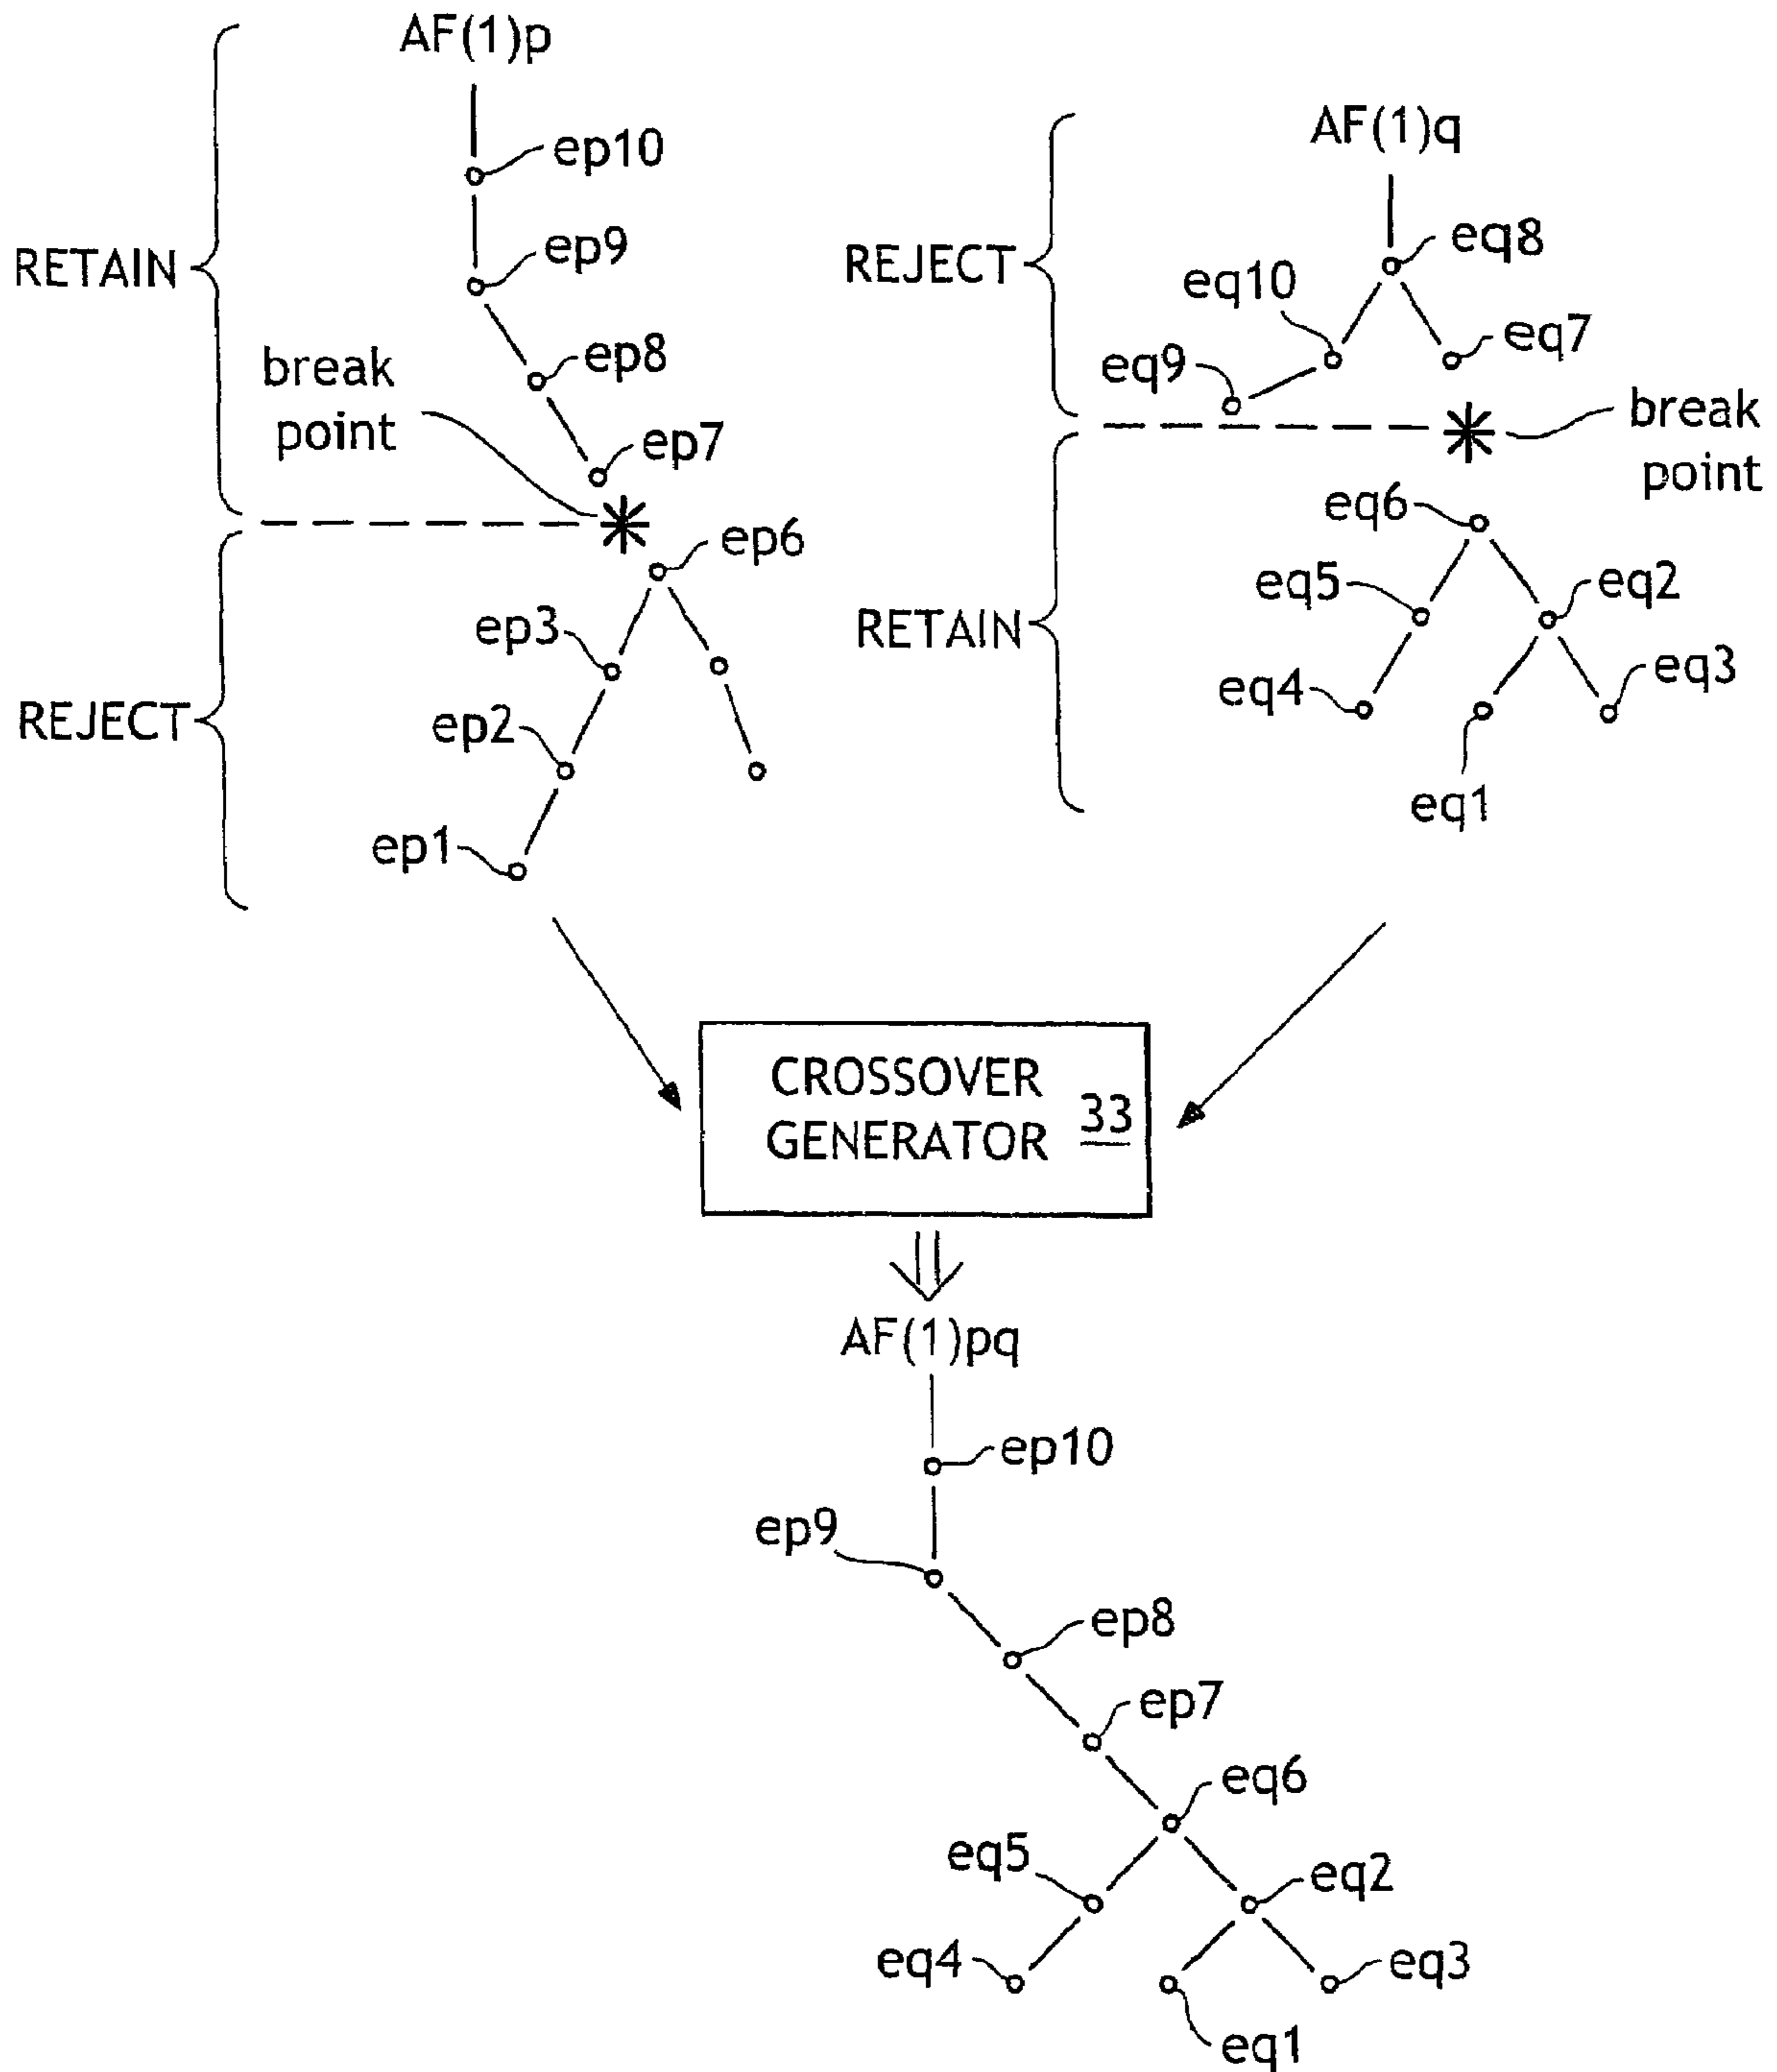 AF(1)p
ep10
ep9
RETAIN
ep8
break
point
ep7
ep6
ep3
REJECT
ep2
ep1
AF(1)q
eq8
REJECT
eq10
eq7
eq9
break
point
eq6
eq5
eq2
RETAIN
eq3
eq4
eq1
CROSSOVER
GENERATOR 33
AF(1)pq
ep10
ep9
ep8
ep7
eq6
eq5
eq2
eq4
eq3
eq1